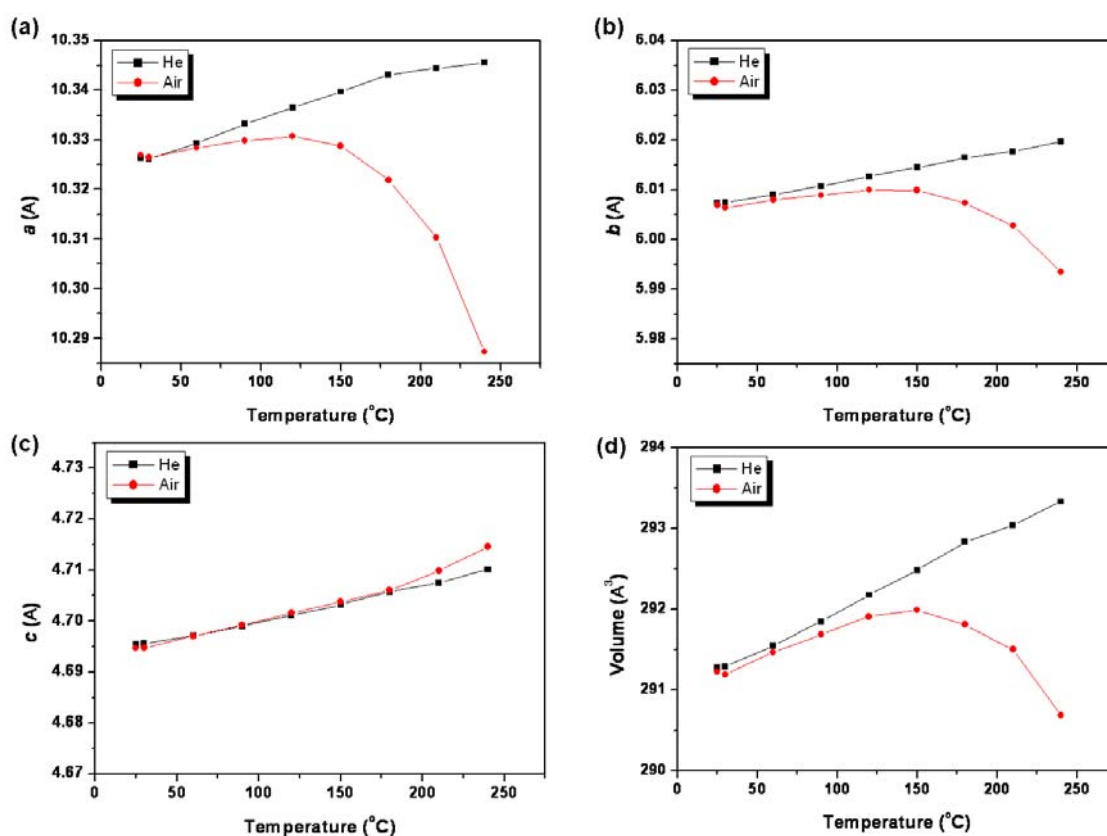 (a)
10.35
10.34
10.33
10.32
10.31
10.30
10.29
a (A)
He
Air
0 50 100 150 200 250
Temperature (°C)
(b)
6.04
6.03
6.02
6.01
6.00
5.99
5.98
b (A)
He
Air
0 50 100 150 200 250
Temperature (°C)
(c)
4.73
4.72
4.71
4.70
4.69
4.68
4.67
c (A)
He
Air
0 50 100 150 200 250
Temperature (°C)
(d)
294
293
292
291
290
Volume (A³)
He
Air
0 50 100 150 200 250
Temperature (°C)